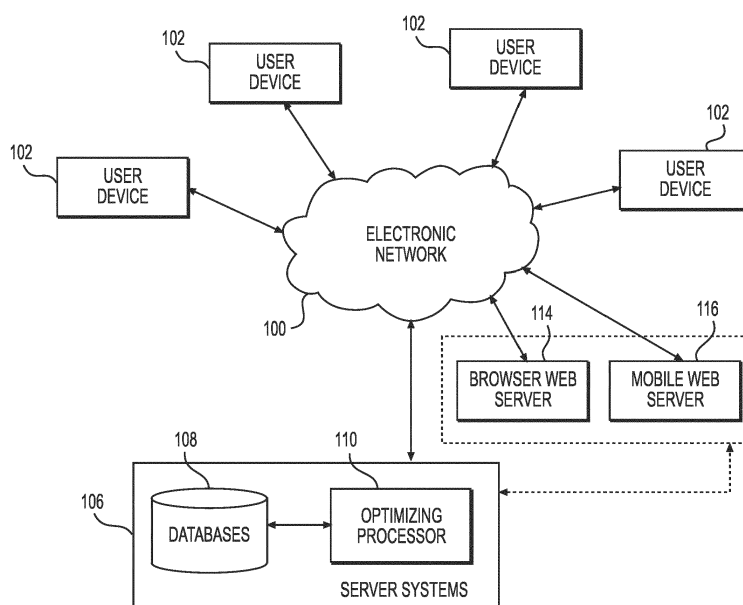 102
USER
DEVICE
102
USER
DEVICE
102
USER
DEVICE
102
USER
DEVICE
ELECTRONIC
NETWORK
100
114
116
BROWSER WEB
SERVER
MOBILE WEB
SERVER
108
110
106
DATABASES
OPTIMIZING
PROCESSOR
SERVER SYSTEMS